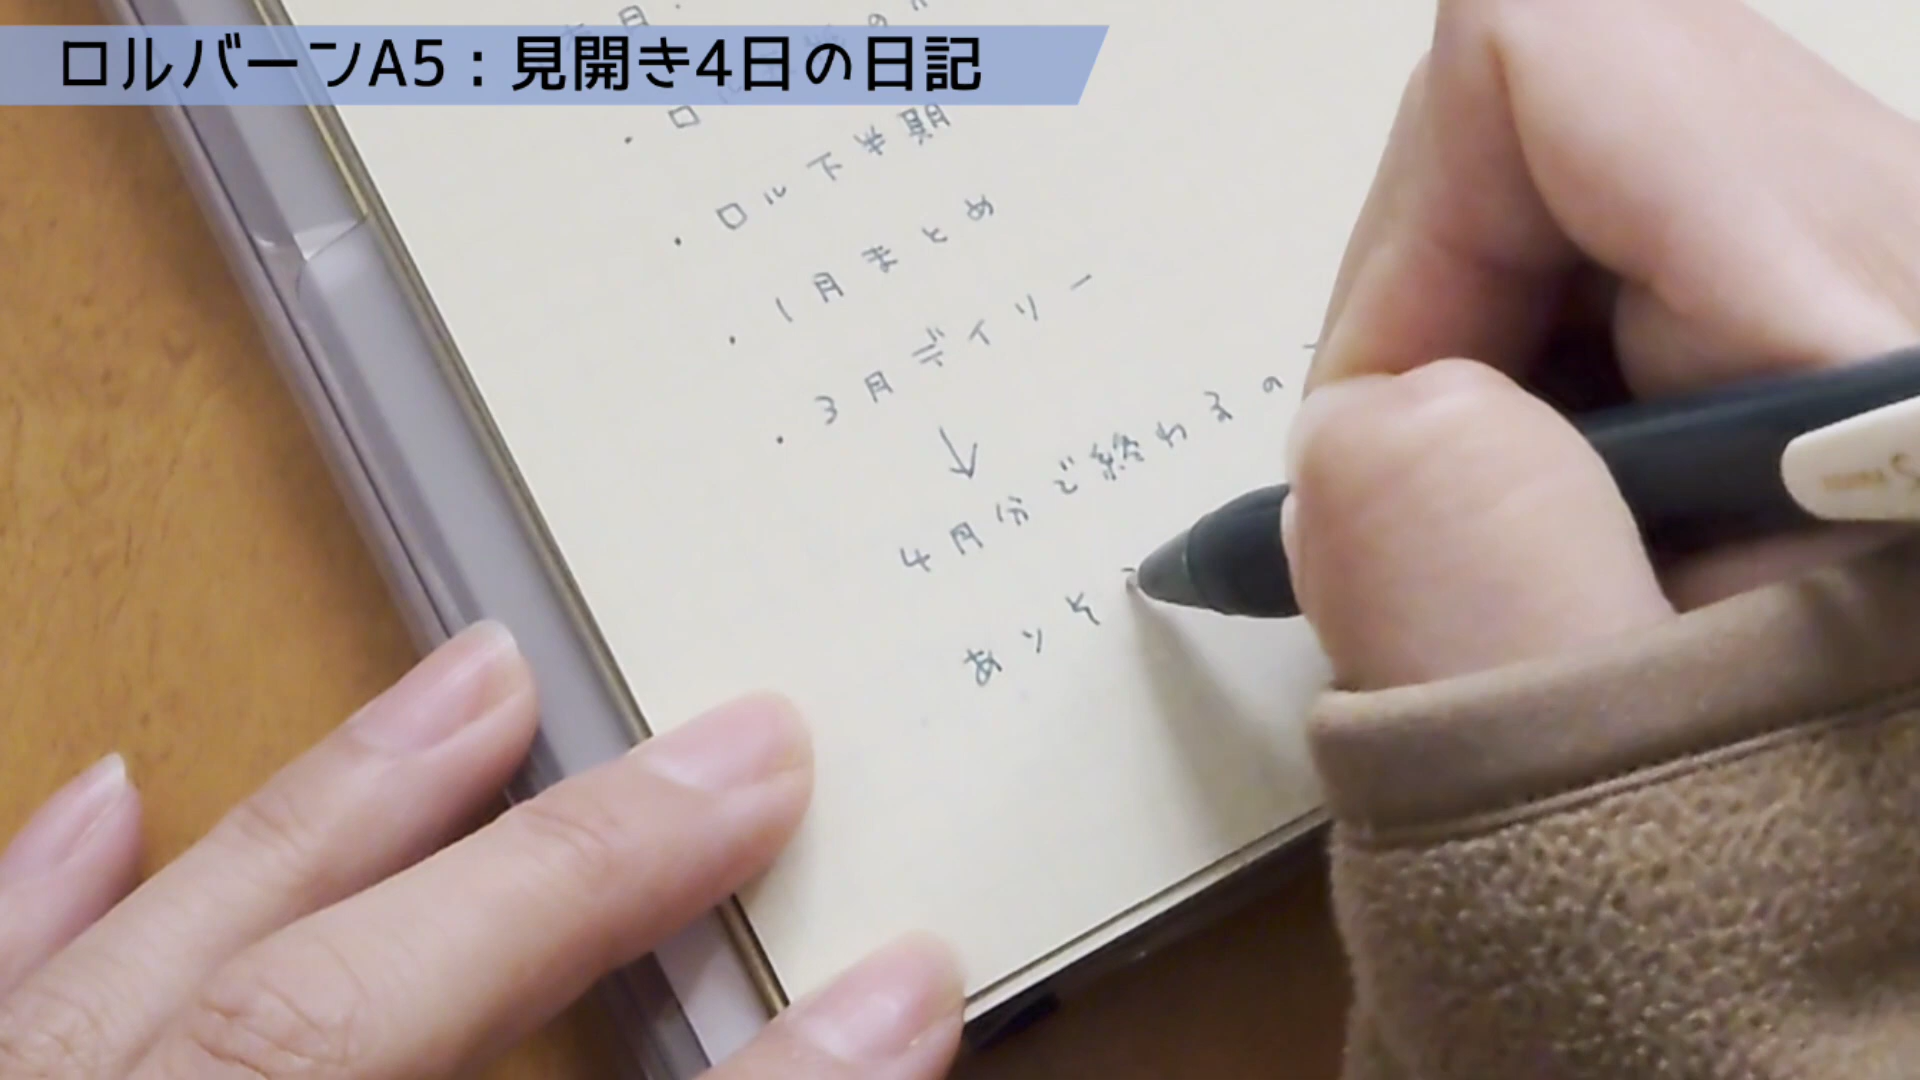 ロルバーンA5：見開き4日の日記
・ロル下半期
・1月まとめ
・3月デイリー
↓
4月分で終わるの
あッと